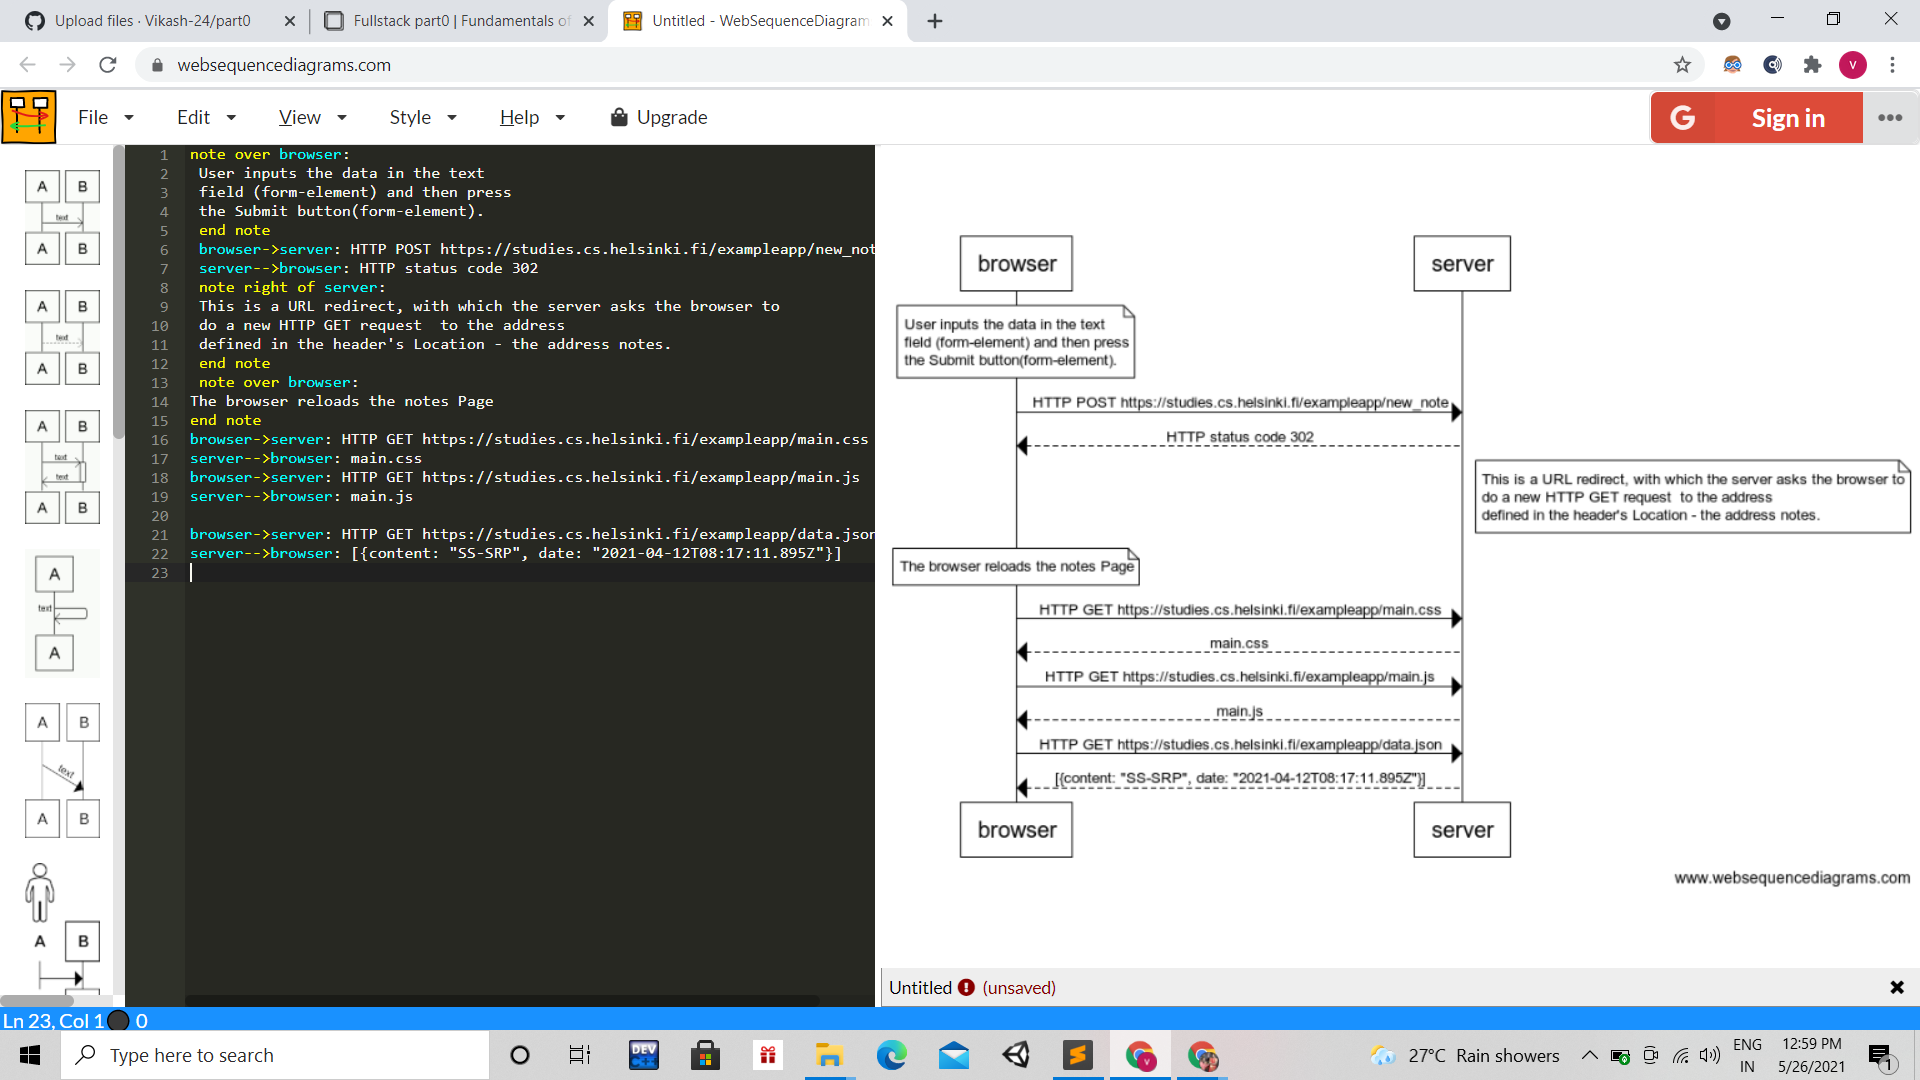 Upload files · Vikash-24/part0
Fullstack part0 | Fundamentals of
Untitled - WebSequenceDiagram
websequencediagrams.com
V
File
Edit
View
Style
Help
Upgrade
G
Sign in
1 note over browser:
2 User inputs the data in the text
3 field (form-element) and then press
4 the Submit button(form-element).
5 end note
6 browser->server: HTTP POST https://studies.cs.helsinki.fi/exampleapp/new_not
7 server-->browser: HTTP status code 302
8 note right of server:
9 This is a URL redirect, with which the server asks the browser to
10 do a new HTTP GET request  to the address
11 defined in the header's Location - the address notes.
12 end note
13 note over browser:
14 The browser reloads the notes Page
15 end note
16 browser->server: HTTP GET https://studies.cs.helsinki.fi/exampleapp/main.css
17 server-->browser: main.css
18 browser->server: HTTP GET https://studies.cs.helsinki.fi/exampleapp/main.js
19 server-->browser: main.js
20
21 browser->server: HTTP GET https://studies.cs.helsinki.fi/exampleapp/data.json
22 server-->browser: [{content: "SS-SRP", date: "2021-04-12T08:17:11.895Z"}]
23
A B
text
A B
A B
text
A B
A B
text
text
A B
A
text
A
A B
text
A B
A B
browser
server
User inputs the data in the text
field (form-element) and then press
the Submit button(form-element).
HTTP POST https://studies.cs.helsinki.fi/exampleapp/new_note
HTTP status code 302
This is a URL redirect, with which the server asks the browser to
do a new HTTP GET request  to the address
defined in the header's Location - the address notes.
The browser reloads the notes Page
HTTP GET https://studies.cs.helsinki.fi/exampleapp/main.css
main.css
HTTP GET https://studies.cs.helsinki.fi/exampleapp/main.js
main.js
HTTP GET https://studies.cs.helsinki.fi/exampleapp/data.json
[{content: "SS-SRP", date: "2021-04-12T08:17:11.895Z"}]
browser
server
www.websequencediagrams.com
Untitled ! (unsaved)
Ln 23, Col 1 0
Type here to search
DEV
C++
27°C Rain showers
ENG
IN
12:59 PM
5/26/2021
1